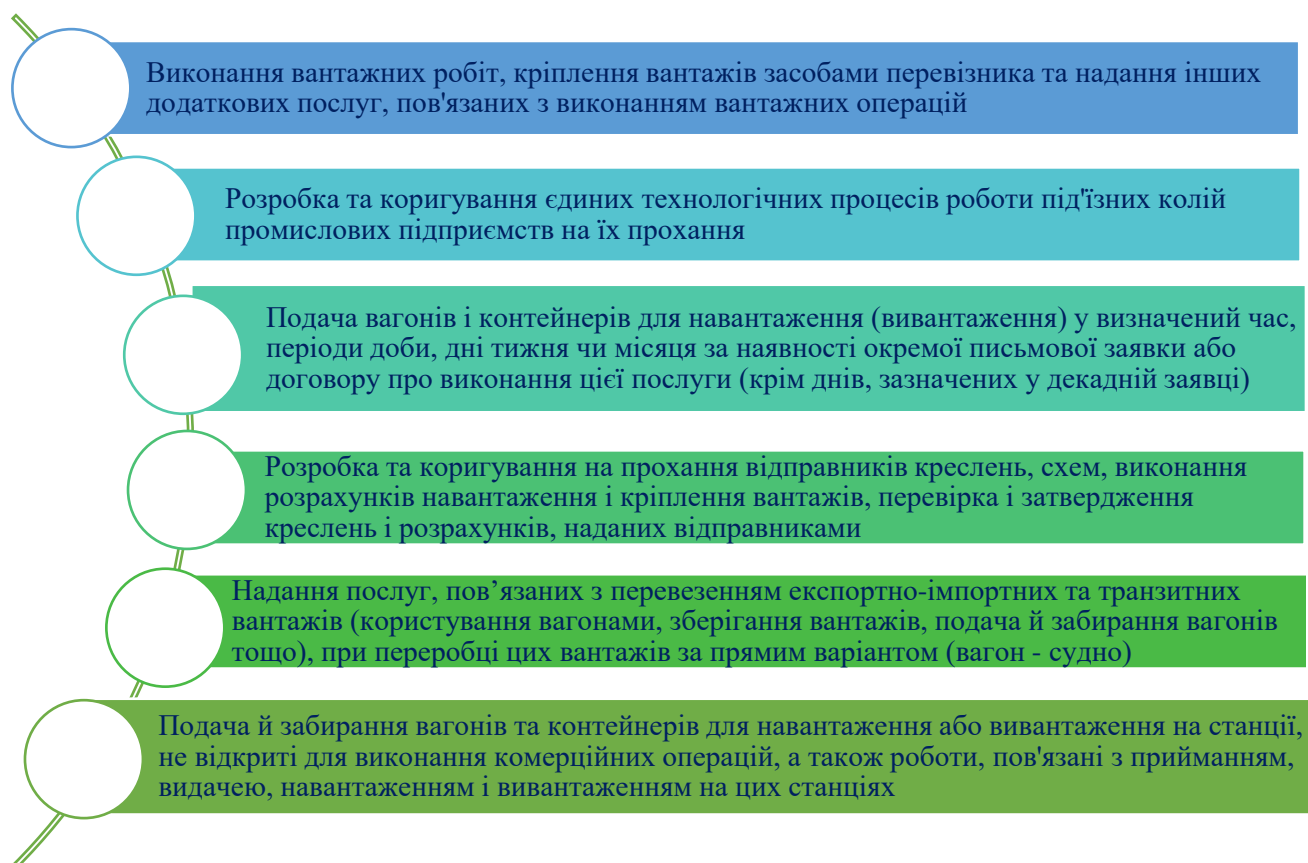 Виконання вантажних робіт, кріплення вантажів засобами перевізника та надання інших
додаткових послуг, пов'язаних з виконанням вантажних операцій
Розробка та коригування єдиних технологічних процесів роботи під'їзних колій
промислових підприємств на їх прохання
Подача вагонів і контейнерів для навантаження (вивантаження) у визначений час,
періоди доби, дні тижня чи місяця за наявності окремої письмової заявки або
договору про виконання цієї послуги (крім днів, зазначених у декадній заявці)
Розробка та коригування на прохання відправників креслень, схем, виконання
розрахунків навантаження і кріплення вантажів, перевірка і затвердження
креслень і розрахунків, наданих відправниками
Надання послуг, пов’язаних з перевезенням експортно-імпортних та транзитних
вантажів (користування вагонами, зберігання вантажів, подача й забирання вагонів
тощо), при переробці цих вантажів за прямим варіантом (вагон - судно)
Подача й забирання вагонів та контейнерів для навантаження або вивантаження на станції,
не відкриті для виконання комерційних операцій, а також роботи, пов'язані з прийманням,
видачею, навантаженням і вивантаженням на цих станціях